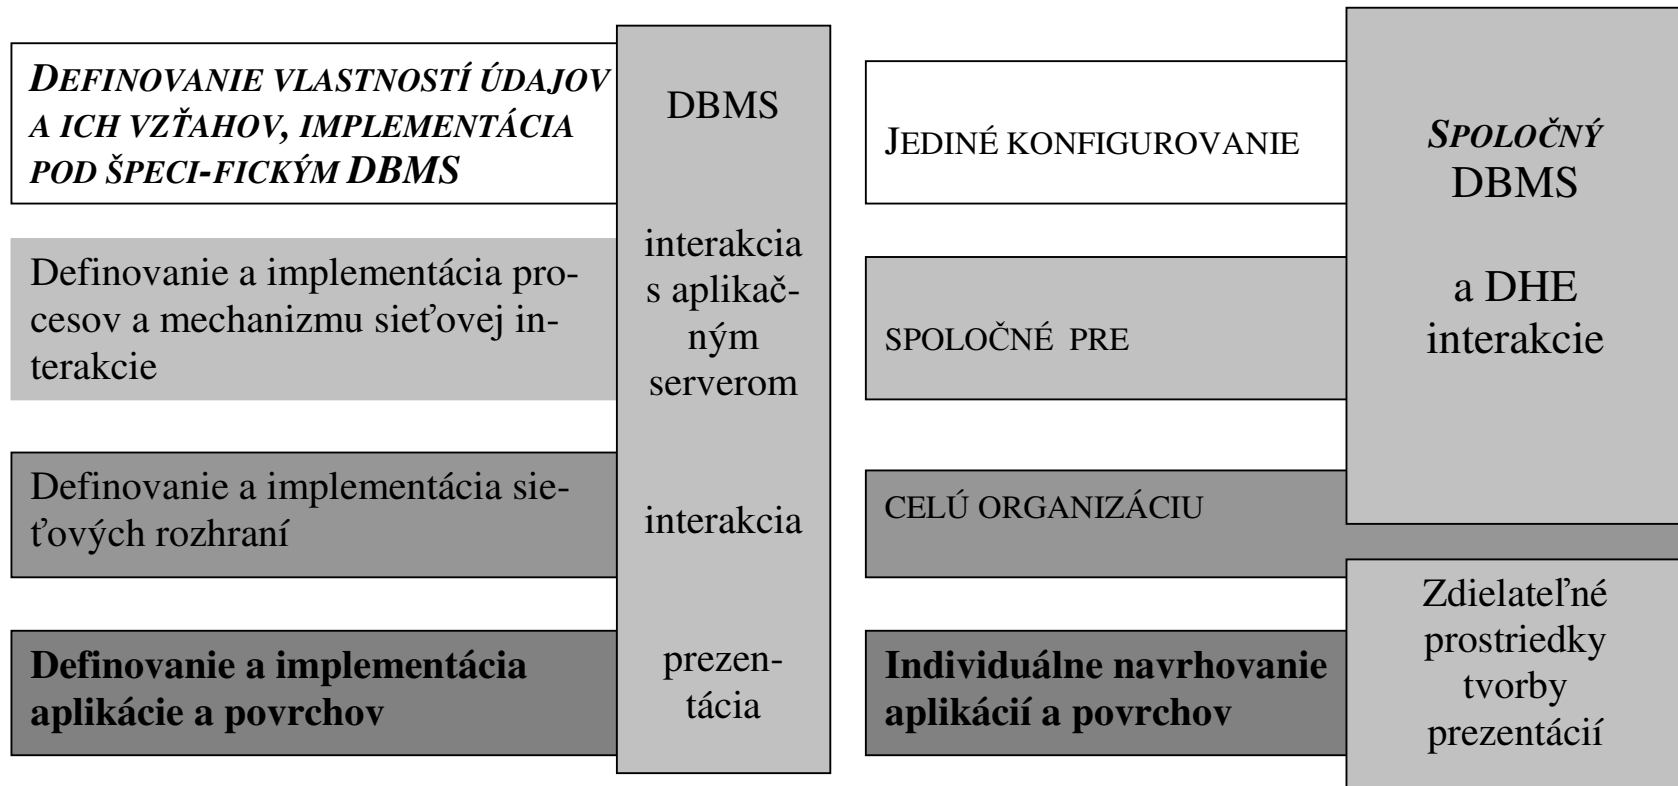 DEFINOVANIE VLASTNOSTÍ ÚDAJOV
A ICH VZŤAHOV, IMPLEMENTÁCIA
POD ŠPECI-FICKÝM DBMS
Definovanie a implementácia pro-
cesov a mechanizmu sieťovej in-
terakcie
Definovanie a implementácia sie-
ťových rozhraní
Definovanie a implementácia
aplikácie a povrchov
DBMS
interakcia
s aplikač-
ným
serverom
interakcia
prezen-
tácia
JEDINÉ KONFIGUROVANIE
SPOLOČNÉ PRE
CELÚ ORGANIZÁCIU
Individuálne navrhovanie
aplikácií a povrchov
SPOLOČNÝ
DBMS
a DHE
interakcie
Zdielateľné
prostriedky
tvorby
prezentácií